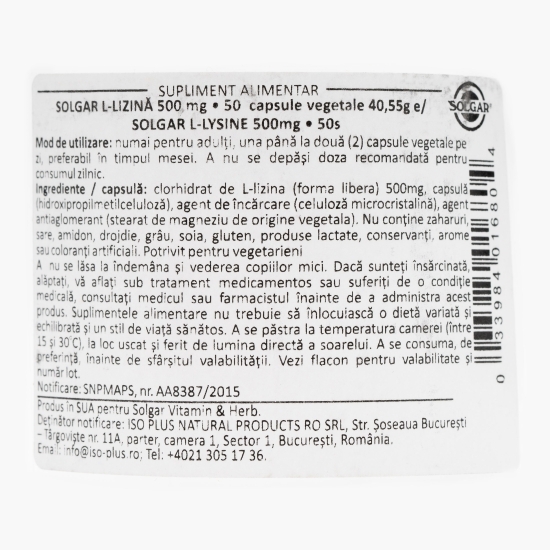 SUPLIMENT ALIMENTAR
SOLGAR L-LIZINĂ 500 mg • 50 capsule vegetale 40,55g e/
SOLGAR L-LYSINE 500mg • 50s
SOLGAR
Mod de utilizare: numai pentru adulți, una până la două (2) capsule vegetale pe
zi, preferabil în timpul mesei. A nu se depăși doza recomandată pentru
consumul zilnic.
Ingrediente / capsulă: clorhidrat de L-lizina (forma libera) 500mg, capsulă
(hidroxipropilmetilceluloză), agent de încărcare (celuloză microcristalină), agent
antiaglomerant (stearat de magneziu de origine vegetala). Nu conține zaharuri,
sare, amidon, drojdie, grâu, soia, gluten, produse lactate, conservanți, arome
sau coloranți artificiali. Potrivit pentru vegetarieni
A nu se lăsa la îndemâna și vederea copiilor mici. Dacă sunteți însărcinată,
alăptați, vă aflați sub tratament medicamentos sau suferiți de o condiție
medicală, consultați medicul sau farmacistul înainte de a administra acest
produs. Suplimentele alimentare nu trebuie să înlocuiască o dietă variată și
echilibrată și un stil de viață sănătos. A se păstra la temperatura camerei (între
15 și 30°C), la loc uscat și ferit de lumina directă a soarelui. A se consuma, de
preferință, înainte de sfârșitul valabilității. Vezi flacon pentru valabilitate și
număr lot.
Notificare: SNPMAPS, nr. AA8387/2015
Produs în SUA pentru Solgar Vitamin & Herb.
Deținător notificare: ISO PLUS NATURAL PRODUCTS RO SRL, Str. Șoseaua București
– Târgoviște nr. 11A, parter, camera 1, Sector 1, București, România.
Email: info@iso-plus.ro; Tel: +4021 305 17 36.
0 33984 01680 4